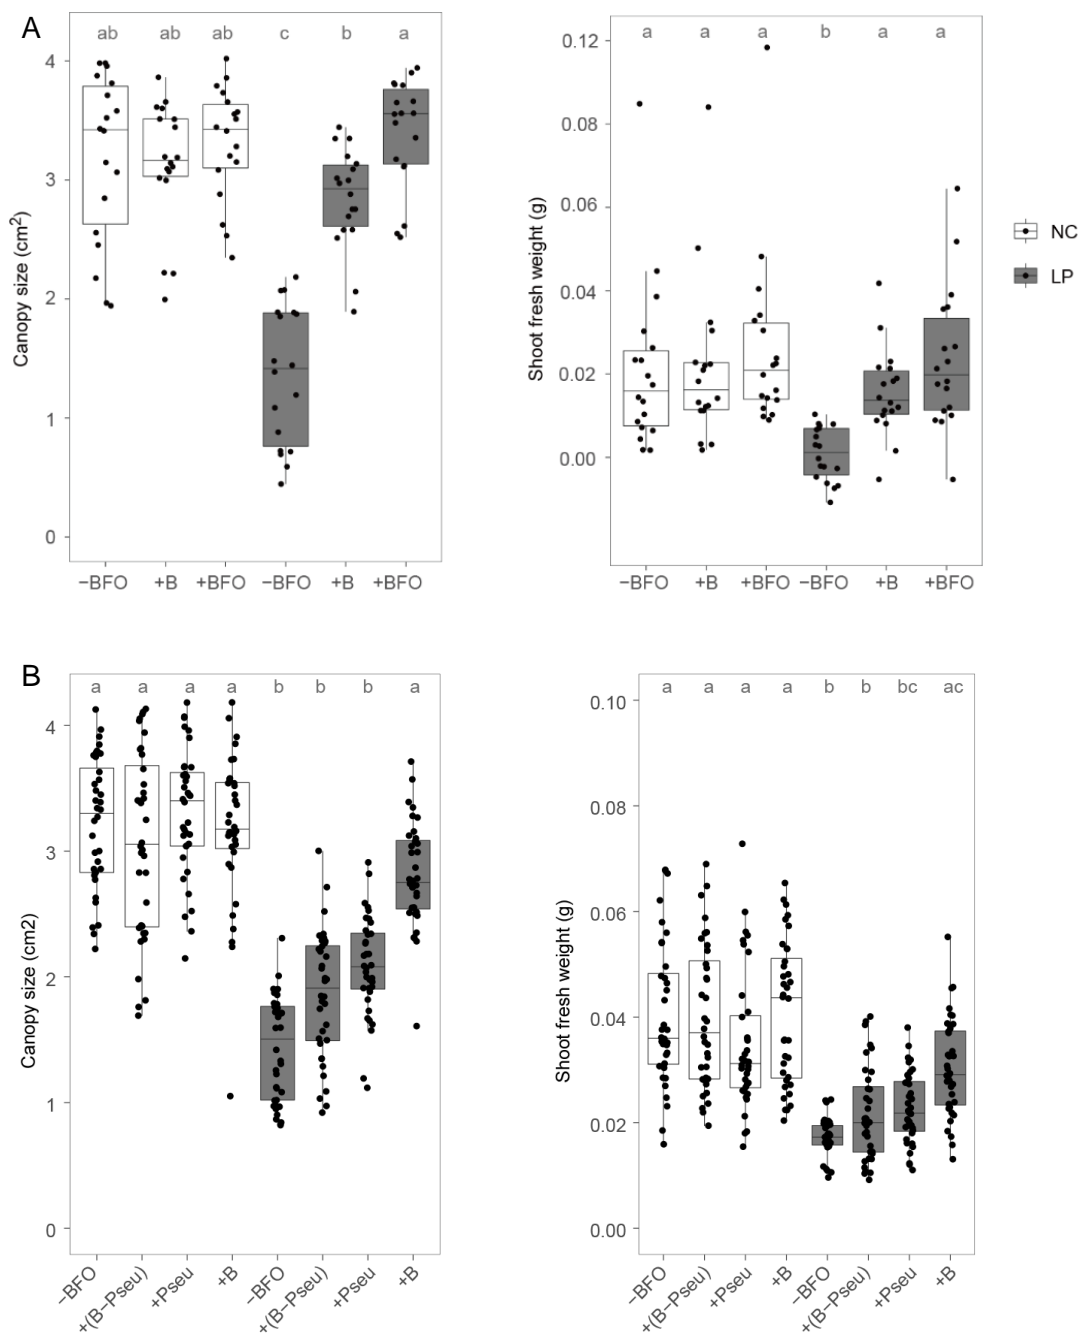 A
ab ab ab c b a
Canopy size (cm²)
4
3
2
1
0
−BFO +B +BFO −BFO +B +BFO
a a a b a a
Shoot fresh weight (g)
0.12
0.08
0.06
0.04
0.02
0.00
−BFO +B +BFO −BFO +B +BFO
NC
LP
B
a a a a b b b a
Canopy size (cm2)
4
3
2
1
0
−BFO +(B−Pseu) +Pseu +B −BFO +(B−Pseu) +Pseu +B
a a a a b b bc ac
Shoot fresh weight (g)
0.10
0.08
0.06
0.04
0.02
0.00
−BFO +(B−Pseu) +Pseu +B −BFO +(B−Pseu) +Pseu +B